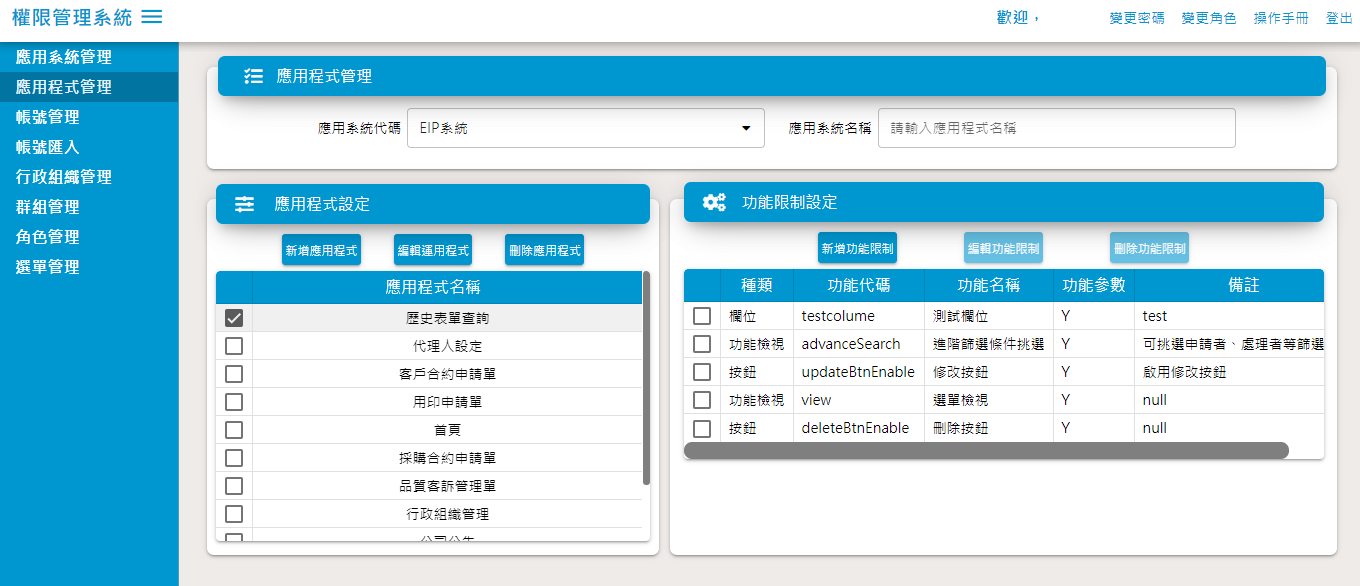 權限管理系統
歡迎，
變更密碼 變更角色 操作手冊 登出
應用系統管理
應用程式管理
帳號管理
帳號匯入
行政組織管理
群組管理
角色管理
選單管理
應用程式管理
應用系統代碼 EIP系統 應用系統名稱 請輸入應用程式名稱
應用程式設定
新增應用程式 編輯運用程式 刪除應用程式
應用程式名稱
歷史表單查詢
代理人設定
客戶合約申請單
用印申請單
首頁
採購合約申請單
品質客訴管理單
行政組織管理
公司公告
功能限制設定
新增功能限制 編輯功能限制 刪除功能限制
種類 功能代碼 功能名稱 功能參數 備註
欄位 testcolume 測試欄位 Y test
功能檢視 advanceSearch 進階篩選條件挑選 Y 可挑選申請者、處理者等篩選
按鈕 updateBtnEnable 修改按鈕 Y 啟用修改按鈕
功能檢視 view 選單檢視 Y null
按鈕 deleteBtnEnable 刪除按鈕 Y null